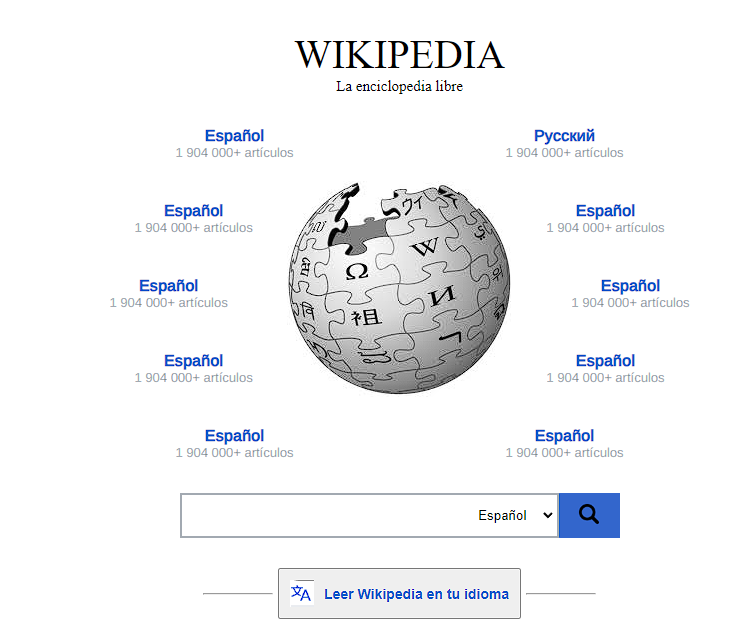 WIKIPEDIA
La enciclopedia libre
Español
1 904 000+ artículos
Русский
1 904 000+ artículos
Español
1 904 000+ artículos
Español
1 904 000+ artículos
Español
1 904 000+ artículos
Español
1 904 000+ artículos
Español
1 904 000+ artículos
Español
1 904 000+ artículos
Español
1 904 000+ artículos
Español
1 904 000+ artículos
ウィ
W
Ω
И
祖
Español
Leer Wikipedia en tu idioma